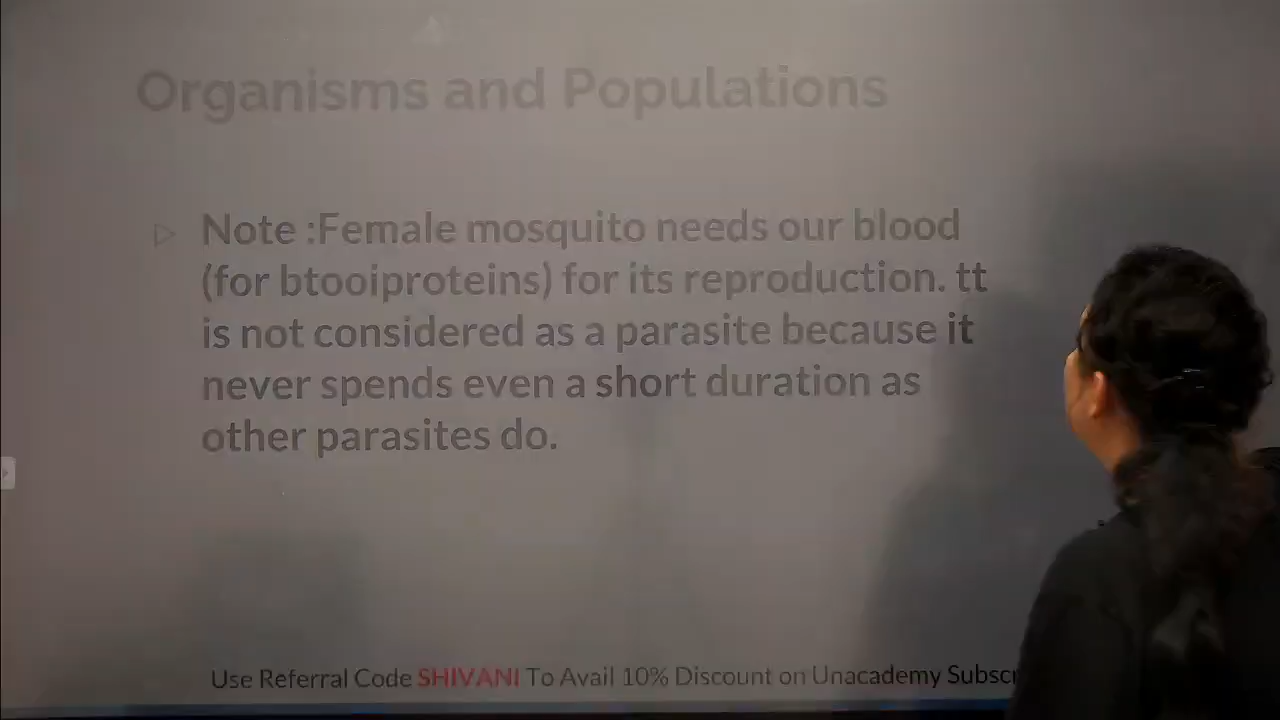 Organisms and Populations
Note :Female mosquito needs our blood
(for btooiproteins) for its reproduction. tt
is not considered as a parasite because it
never spends even a short duration as
other parasites do.
Use Referral Code SHIVANI To Avail 10% Discount on Unacademy Subscr